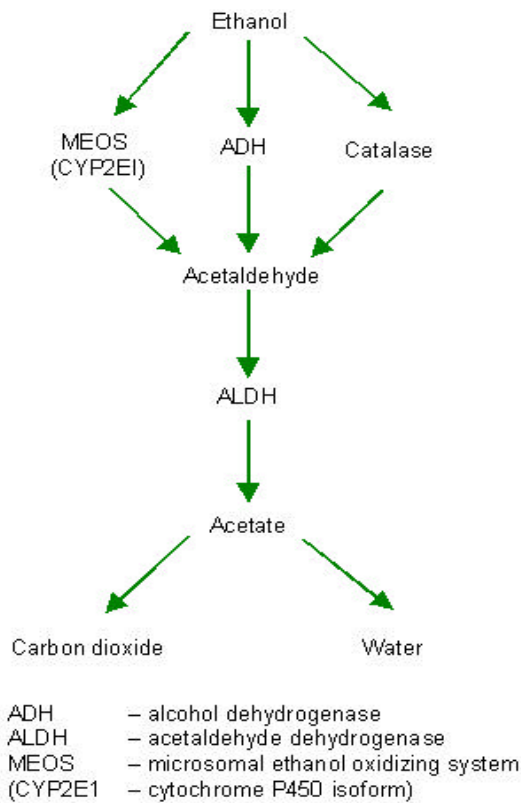 Ethanol
MEOS ADH Catalase
(CYP2EI)
Acetaldehyde
ALDH
Acetate
Carbon dioxide Water
ADH – alcohol dehydrogenase
ALDH – acetaldehyde dehydrogenase
MEOS – microsomal ethanol oxidizing system
(CYP2E1 – cytochrome P450 isoform)